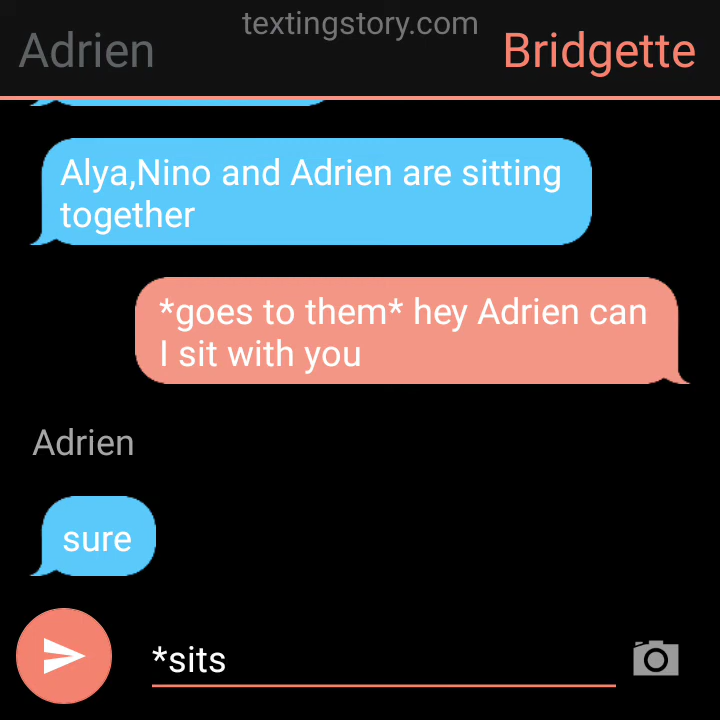 textingstory.com
Adrien
Bridgette
Alya,Nino and Adrien are sitting
together
*goes to them* hey Adrien can
I sit with you
Adrien
sure
*sits